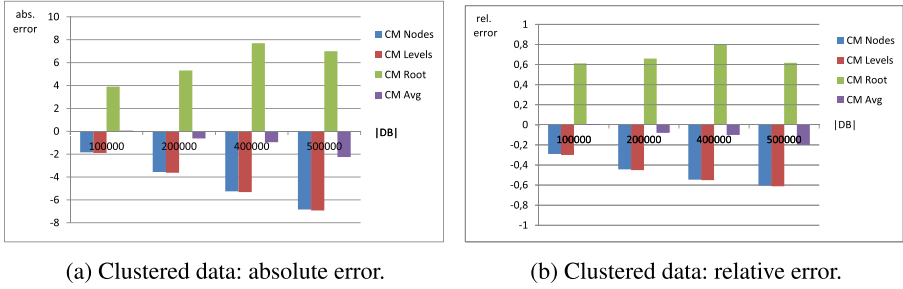 abs.
error
10
8
6
4
2
0
-2
-4
-6
-8
100000
200000
400000
500000
|DB|
CM Nodes
CM Levels
CM Root
CM Avg
(a) Clustered data: absolute error.
rel.
error
1
0,8
0,6
0,4
0,2
0
-0,2
-0,4
-0,6
-0,8
-1
100000
200000
400000
500000
|DB|
CM Nodes
CM Levels
CM Root
CM Avg
(b) Clustered data: relative error.